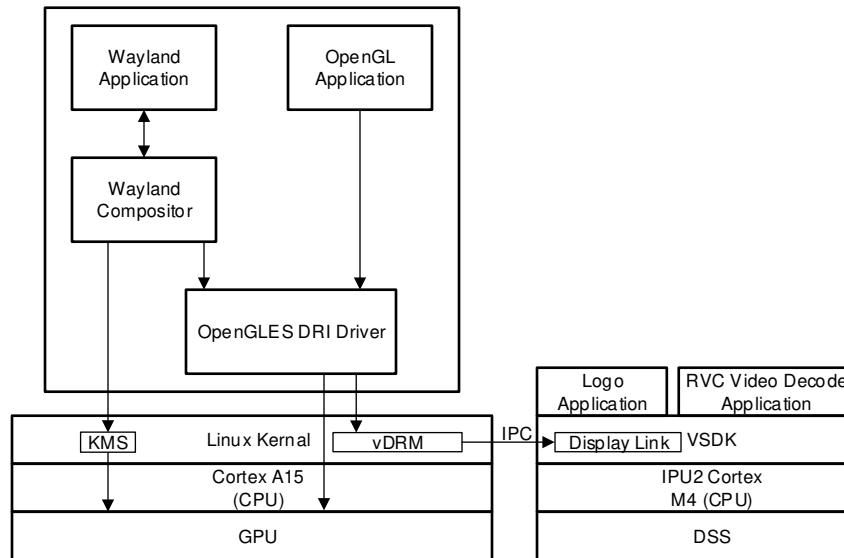 Wayland
Application
OpenGL
Application
Wayland
Compositor
OpenGLES DRI Driver
Logo
Application
RVC Video Decode
Application
KMS
Linux Kernal
vDRM
IPC
Display Link
VSDK
Cortex A15
(CPU)
IPU2 Cortex
M4 (CPU)
GPU
DSS